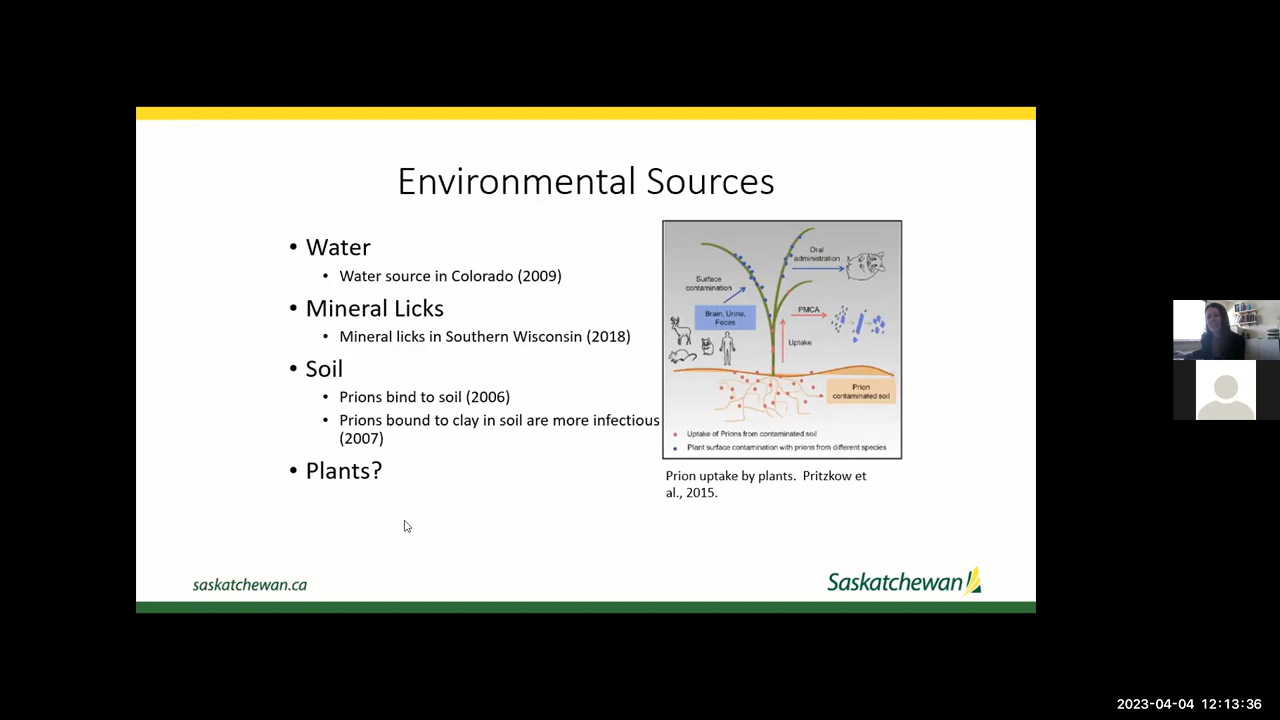 Environmental Sources
• Water
• Water source in Colorado (2009)
• Mineral Licks
• Mineral licks in Southern Wisconsin (2018)
• Soil
• Prions bind to soil (2006)
• Prions bound to clay in soil are more infectious
(2007)
• Plants?
Oral
administration
Surface
contamination
Brain, Urine,
Feces
PMCA
Uptake
Prion
contaminated soil
Uptake of Prions from contaminated soil
Plant surface contamination with prions from different species
Prion uptake by plants. Pritzkow et
al., 2015.
saskatchewan.ca
Saskatchewan
2023-04-04 12:13:36